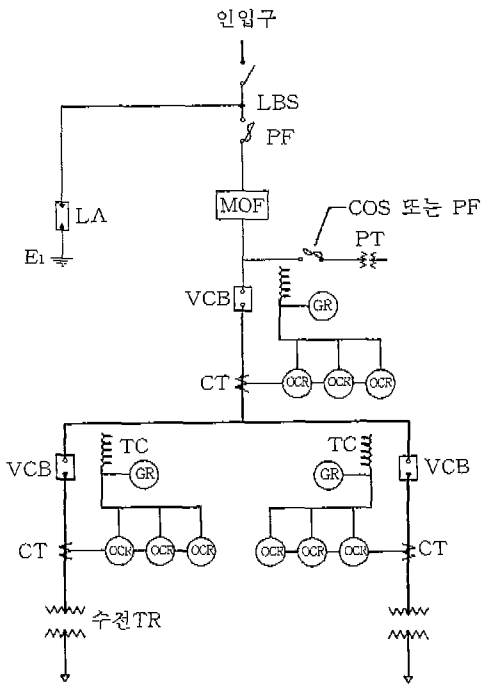 인입구
LBS
PF
LA
MOF
COS 또는 PF
E1
PT
VCB
GR
CT
OCR OCR OCR
TC
TC
VCB
GR
GR
VCB
CT
OCR OCR OCR
OCR OCR OCR
CT
수전TR